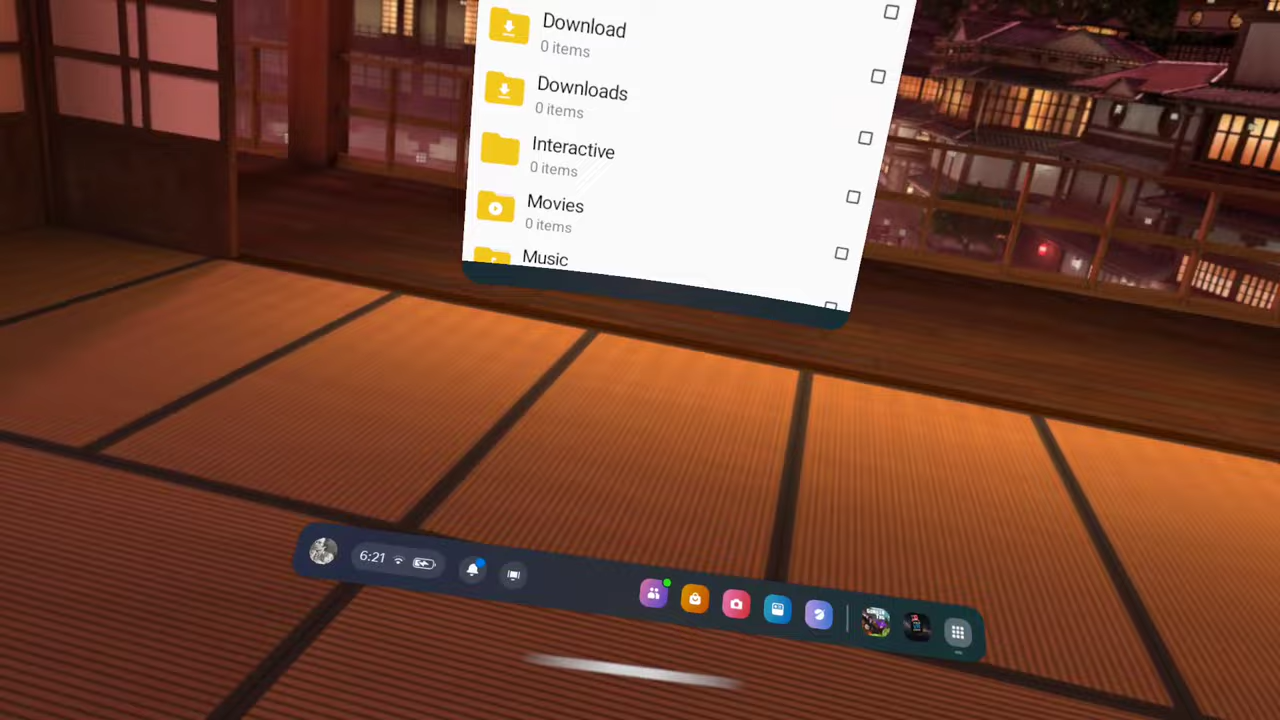 Download
0 items
Downloads
0 items
Interactive
0 items
Movies
0 items
Music
6:21